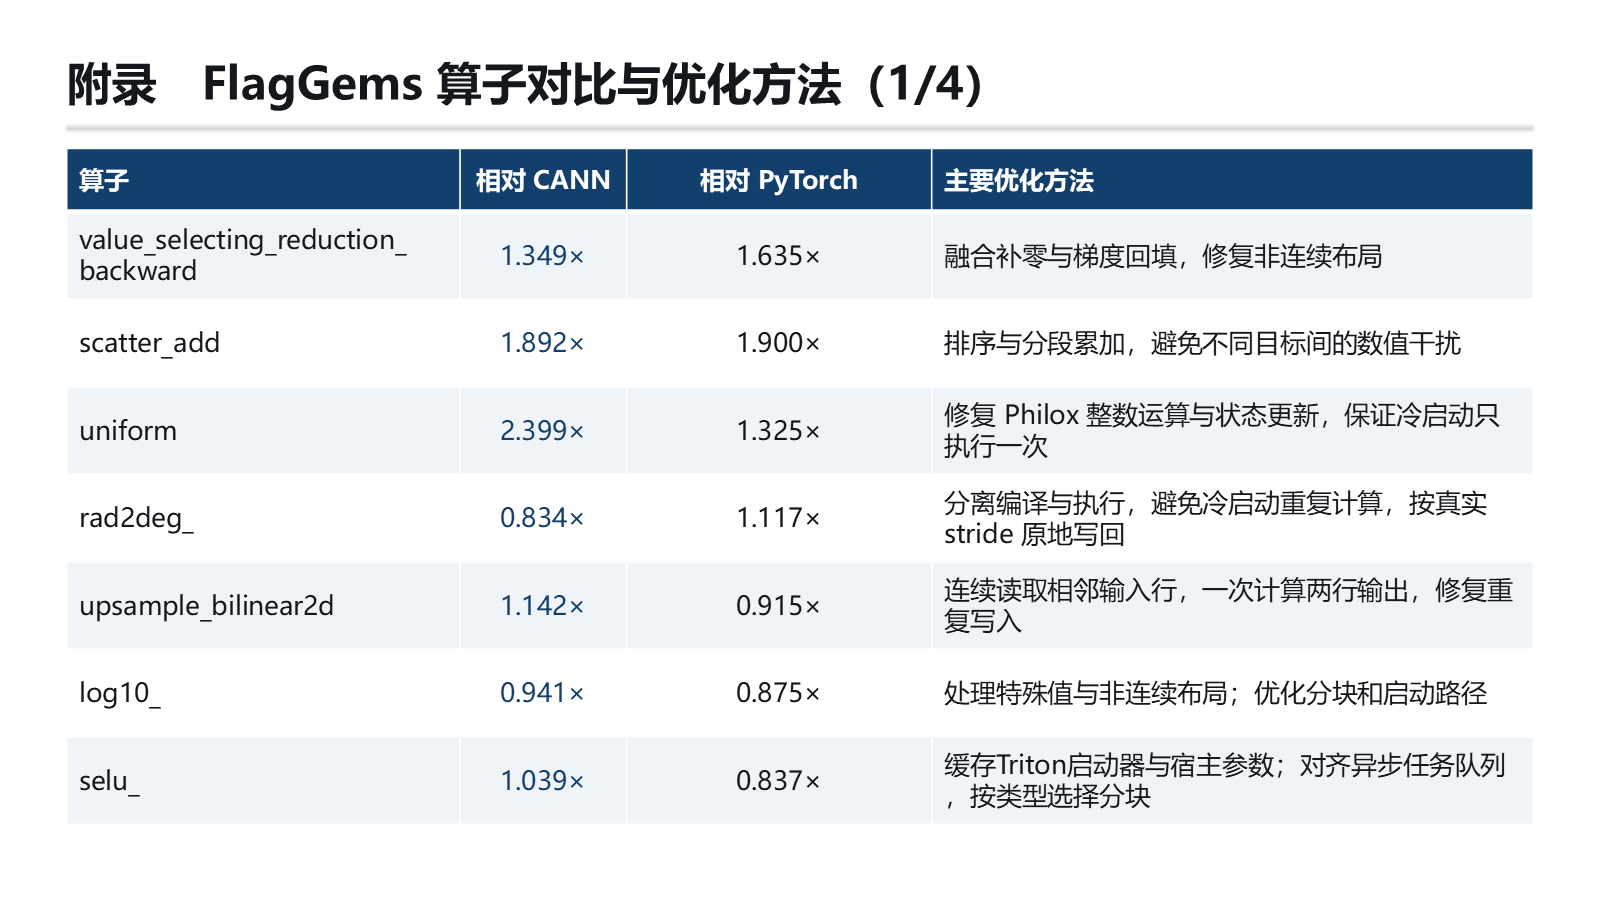 附录　FlagGems 算子对比与优化方法（1/4）
算子
相对 CANN
相对 PyTorch
主要优化方法
value_selecting_reduction_
backward
1.349×
1.635×
融合补零与梯度回填，修复非连续布局
scatter_add
1.892×
1.900×
排序与分段累加，避免不同目标间的数值干扰
uniform
2.399×
1.325×
修复 Philox 整数运算与状态更新，保证冷启动只
执行一次
rad2deg_
0.834×
1.117×
分离编译与执行，避免冷启动重复计算，按真实
stride 原地写回
upsample_bilinear2d
1.142×
0.915×
连续读取相邻输入行，一次计算两行输出，修复重
复写入
log10_
0.941×
0.875×
处理特殊值与非连续布局；优化分块和启动路径
selu_
1.039×
0.837×
缓存Triton启动器与宿主参数；对齐异步任务队列
，按类型选择分块